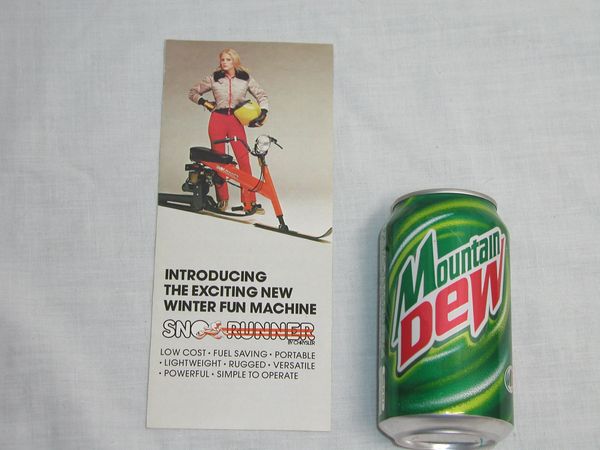 INTRODUCING
THE EXCITING NEW
WINTER FUN MACHINE
SNO RUNNER
BY CHRYSLER
LOW COST • FUEL SAVING • PORTABLE
• LIGHTWEIGHT • RUGGED • VERSATILE
• POWERFUL • SIMPLE TO OPERATE
Mountain
DEW